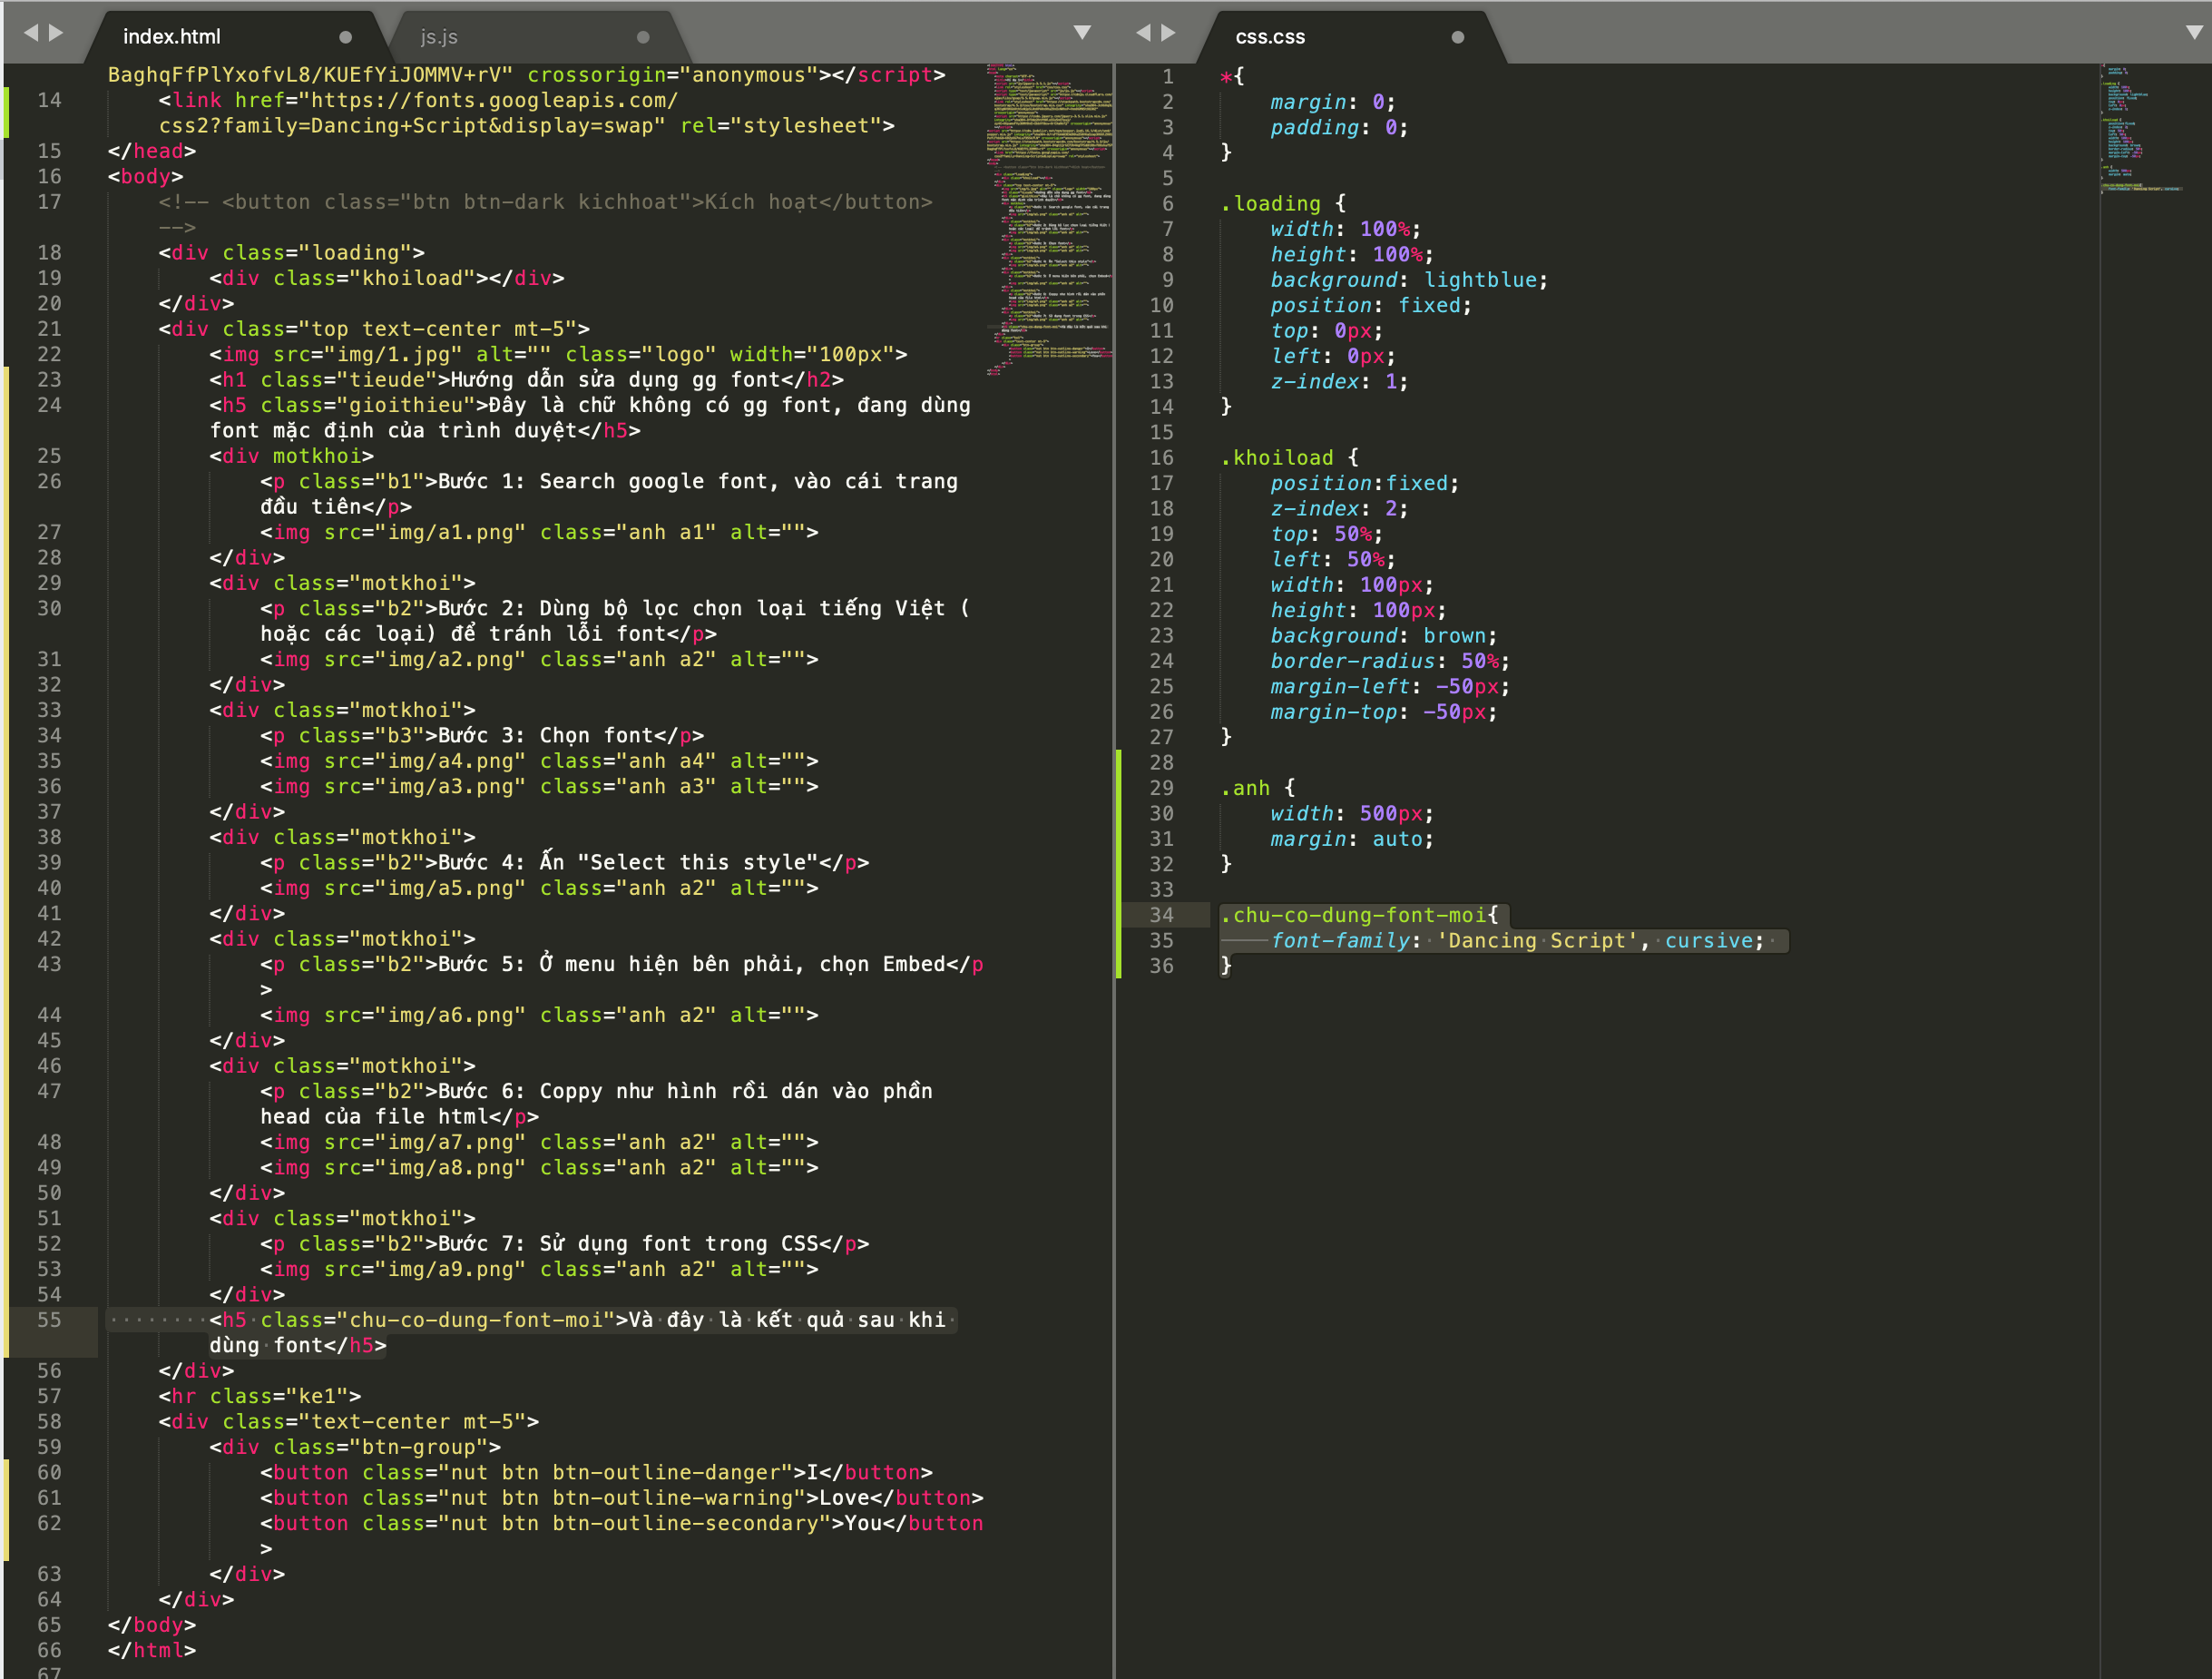 index.html
js.js
css.css
BaghqFfPlYxofvL8/KUEfYiJOMMV+rV" crossorigin="anonymous"></script>
14 <link href="https://fonts.googleapis.com/
css2?family=Dancing+Script&display=swap" rel="stylesheet">
15 </head>
16 <body>
17 <!-- <button class="btn btn-dark kichhoat">Kích hoạt</button>
-->
18 <div class="loading">
19 <div class="khoiload"></div>
20 </div>
21 <div class="top text-center mt-5">
22 <img src="img/1.jpg" alt="" class="logo" width="100px">
23 <h1 class="tieude">Hướng dẫn sửa dụng gg font</h2>
24 <h5 class="gioithieu">Đây là chữ không có gg font, đang dùng
font mặc định của trình duyệt</h5>
25 <div motkhoi>
26 <p class="b1">Bước 1: Search google font, vào cái trang
đầu tiên</p>
27 <img src="img/a1.png" class="anh a1" alt="">
28 </div>
29 <div class="motkhoi">
30 <p class="b2">Bước 2: Dùng bộ lọc chọn loại tiếng Việt (
hoặc các loại) để tránh lỗi font</p>
31 <img src="img/a2.png" class="anh a2" alt="">
32 </div>
33 <div class="motkhoi">
34 <p class="b3">Bước 3: Chọn font</p>
35 <img src="img/a4.png" class="anh a4" alt="">
36 <img src="img/a3.png" class="anh a3" alt="">
37 </div>
38 <div class="motkhoi">
39 <p class="b2">Bước 4: Ấn "Select this style"</p>
40 <img src="img/a5.png" class="anh a2" alt="">
41 </div>
42 <div class="motkhoi">
43 <p class="b2">Bước 5: Ở menu hiện bên phải, chọn Embed</p
>
44 <img src="img/a6.png" class="anh a2" alt="">
45 </div>
46 <div class="motkhoi">
47 <p class="b2">Bước 6: Coppy như hình rồi dán vào phần
head của file html</p>
48 <img src="img/a7.png" class="anh a2" alt="">
49 <img src="img/a8.png" class="anh a2" alt="">
50 </div>
51 <div class="motkhoi">
52 <p class="b2">Bước 7: Sử dụng font trong CSS</p>
53 <img src="img/a9.png" class="anh a2" alt="">
54 </div>
55 <h5 class="chu-co-dung-font-moi">Và đây là kết quả sau khi
dùng font</h5>
56 </div>
57 <hr class="ke1">
58 <div class="text-center mt-5">
59 <div class="btn-group">
60 <button class="nut btn btn-outline-danger">I</button>
61 <button class="nut btn btn-outline-warning">Love</button>
62 <button class="nut btn btn-outline-secondary">You</button
>
63 </div>
64 </div>
65 </body>
66 </html>
67
1 *{
2 margin: 0;
3 padding: 0;
4 }
5
6 .loading {
7 width: 100%;
8 height: 100%;
9 background: lightblue;
10 position: fixed;
11 top: 0px;
12 left: 0px;
13 z-index: 1;
14 }
15
16 .khoiload {
17 position:fixed;
18 z-index: 2;
19 top: 50%;
20 left: 50%;
21 width: 100px;
22 height: 100px;
23 background: brown;
24 border-radius: 50%;
25 margin-left: -50px;
26 margin-top: -50px;
27 }
28
29 .anh {
30 width: 500px;
31 margin: auto;
32 }
33
34 .chu-co-dung-font-moi{
35 font-family: 'Dancing Script', cursive;
36 }